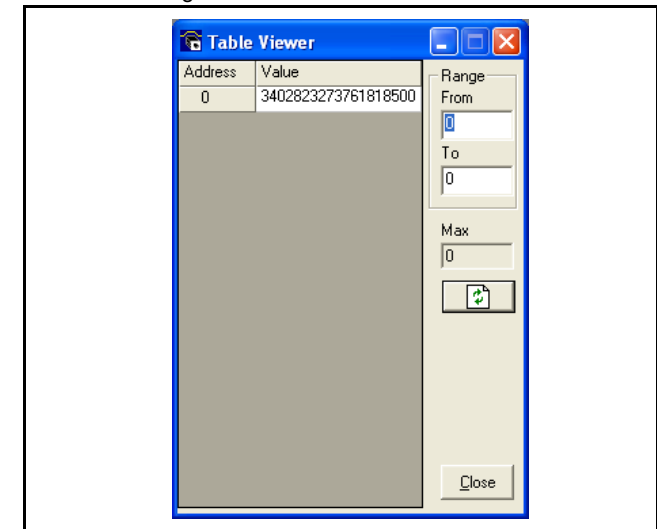 Table Viewer
Address Value
0 3402823273761818500
Range
From
0
To
0
Max
0
Close